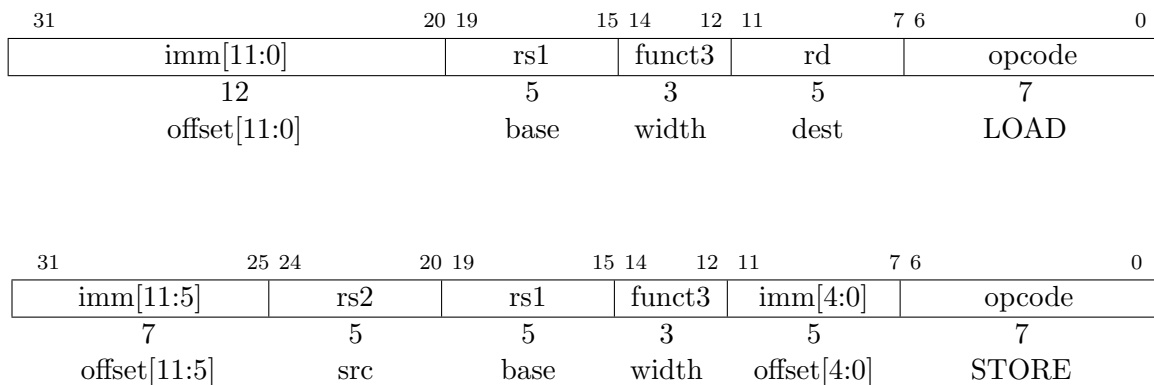 31 20 19 15 14 12 11 7 6 0
imm[11:0] rs1 funct3 rd opcode
12 5 3 5 7
offset[11:0] base width dest LOAD
31 25 24 20 19 15 14 12 11 7 6 0
imm[11:5] rs2 rs1 funct3 imm[4:0] opcode
7 5 5 3 5 7
offset[11:5] src base width offset[4:0] STORE